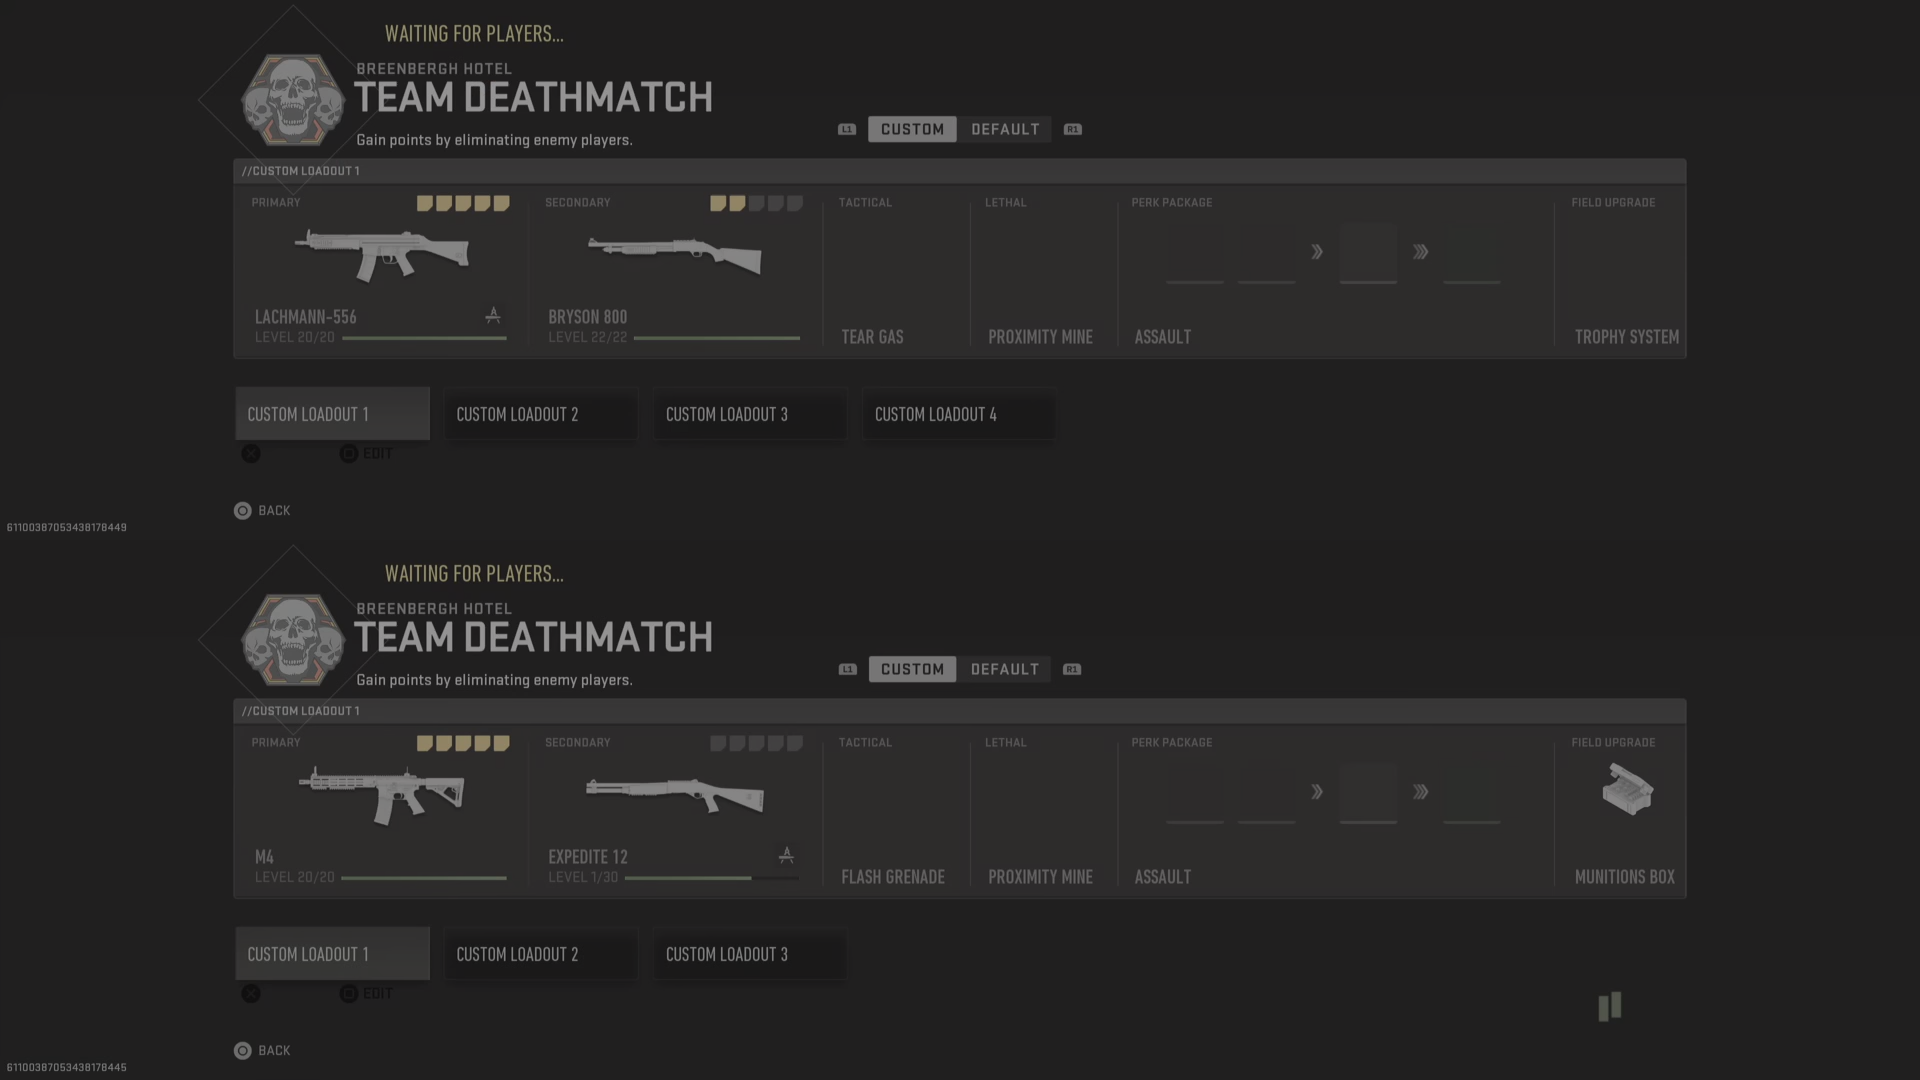 WAITING FOR PLAYERS...
BREENBERGH HOTEL
TEAM DEATHMATCH
Gain points by eliminating enemy players.
L1 CUSTOM DEFAULT R1
//CUSTOM LOADOUT 1
PRIMARY SECONDARY TACTICAL LETHAL PERK PACKAGE FIELD UPGRADE
LACHMANN-556 BRYSON 800
LEVEL 20/20 LEVEL 22/22 TEAR GAS PROXIMITY MINE ASSAULT TROPHY SYSTEM
CUSTOM LOADOUT 1 CUSTOM LOADOUT 2 CUSTOM LOADOUT 3 CUSTOM LOADOUT 4
EDIT
BACK
61100387053438178449
WAITING FOR PLAYERS...
BREENBERGH HOTEL
TEAM DEATHMATCH
Gain points by eliminating enemy players.
L1 CUSTOM DEFAULT R1
//CUSTOM LOADOUT 1
PRIMARY SECONDARY TACTICAL LETHAL PERK PACKAGE FIELD UPGRADE
M4 EXPEDITE 12
LEVEL 20/20 LEVEL 1/30 FLASH GRENADE PROXIMITY MINE ASSAULT MUNITIONS BOX
CUSTOM LOADOUT 1 CUSTOM LOADOUT 2 CUSTOM LOADOUT 3
EDIT
BACK
61100387053438178445